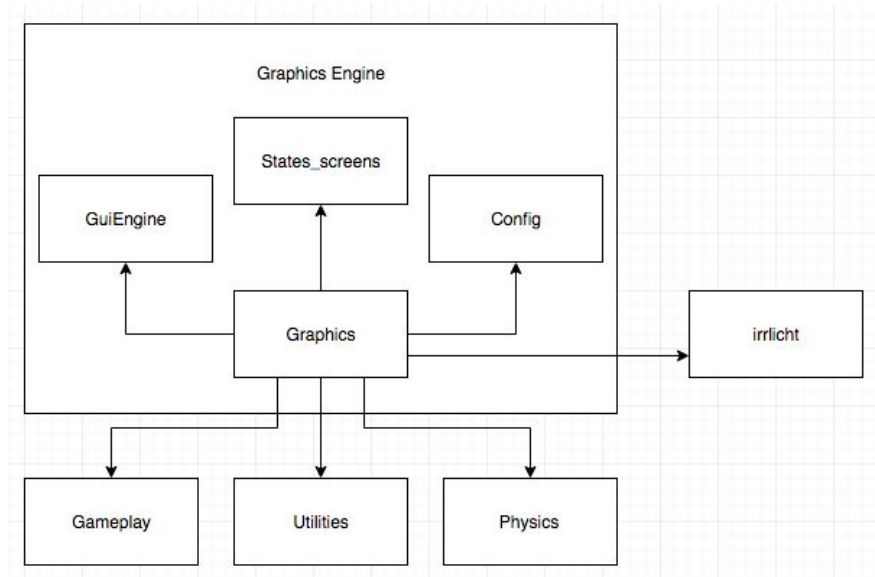 Graphics Engine
States_screens
GuiEngine
Config
Graphics
irrlicht
Gameplay
Utilities
Physics